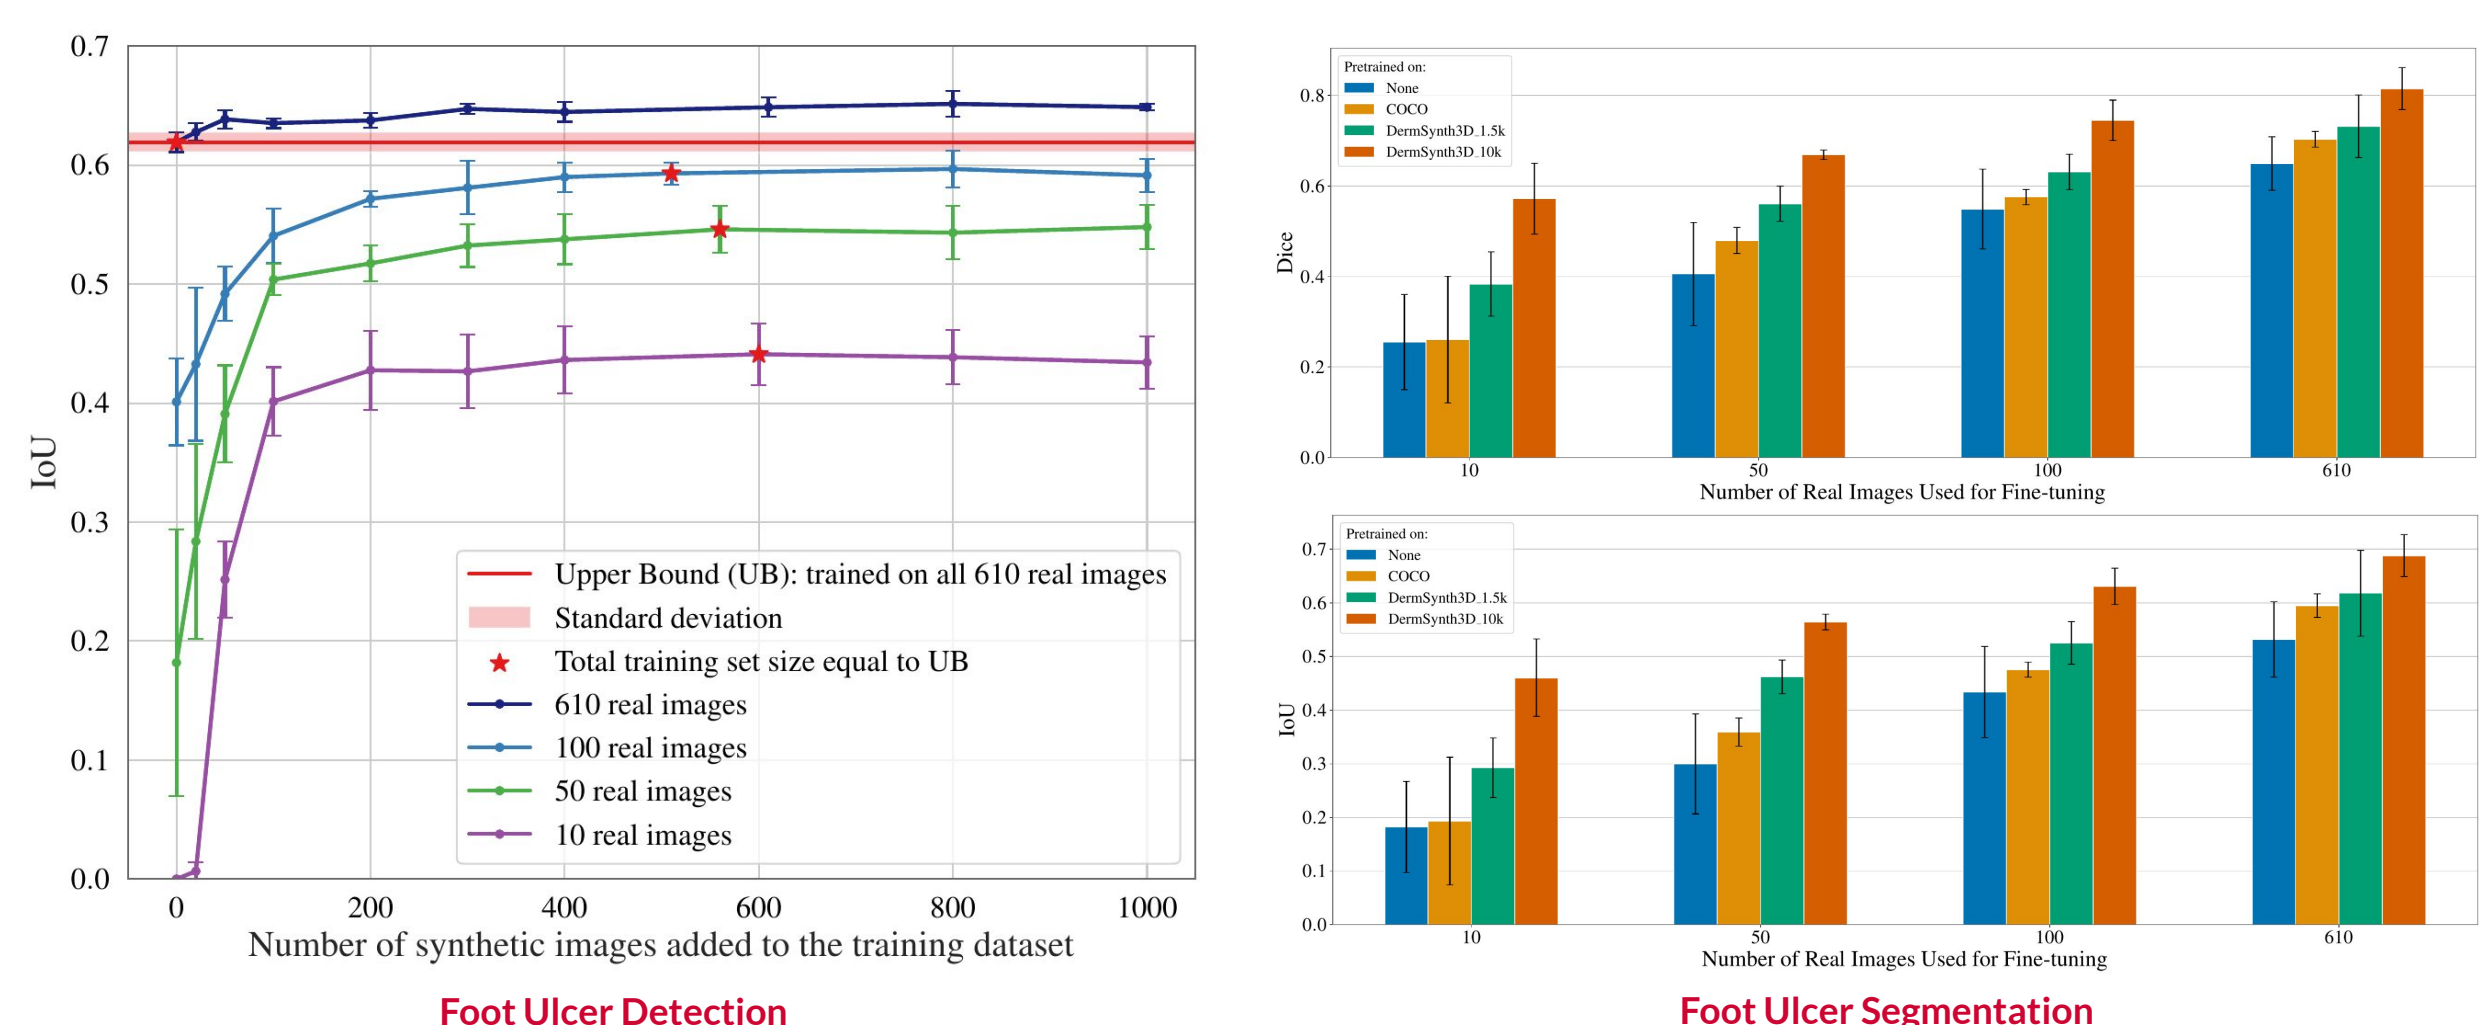 0.7
0.6
0.5
0.4
0.3
0.2
0.1
0.0
IoU
Upper Bound (UB): trained on all 610 real images
Standard deviation
Total training set size equal to UB
610 real images
100 real images
50 real images
10 real images
0 200 400 600 800 1000
Number of synthetic images added to the training dataset
Foot Ulcer Detection
Pretrained on:
None
COCO
DermSynth3D_1.5k
DermSynth3D_10k
0.8
0.6
0.4
0.2
0.0
Dice
10 50 100 610
Number of Real Images Used for Fine-tuning
Pretrained on:
None
COCO
DermSynth3D_1.5k
DermSynth3D_10k
0.7
0.6
0.5
0.4
0.3
0.2
0.1
0.0
IoU
10 50 100 610
Number of Real Images Used for Fine-tuning
Foot Ulcer Segmentation